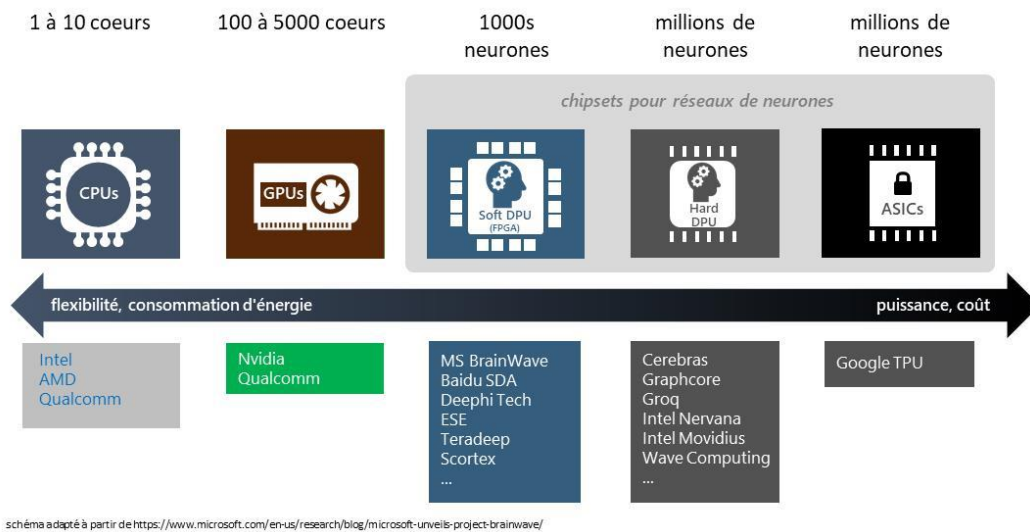 1 à 10 coeurs
100 à 5000 coeurs
1000s
neurones
millions de
neurones
millions de
neurones
chipsets pour réseaux de neurones
CPUs
GPUs
Soft DPU
(FPGA)
Hard
DPU
ASICs
flexibilité, consommation d'énergie
puissance, coût
Intel
AMD
Qualcomm
Nvidia
Qualcomm
MS BrainWave
Baidu SDA
Deephi Tech
ESE
Teradeep
Scortex
...
Cerebras
Graphcore
Groq
Intel Nervana
Intel Movidius
Wave Computing
...
Google TPU
schéma adapté à partir de https://www.microsoft.com/en-us/research/blog/microsoft-unveils-project-brainwave/